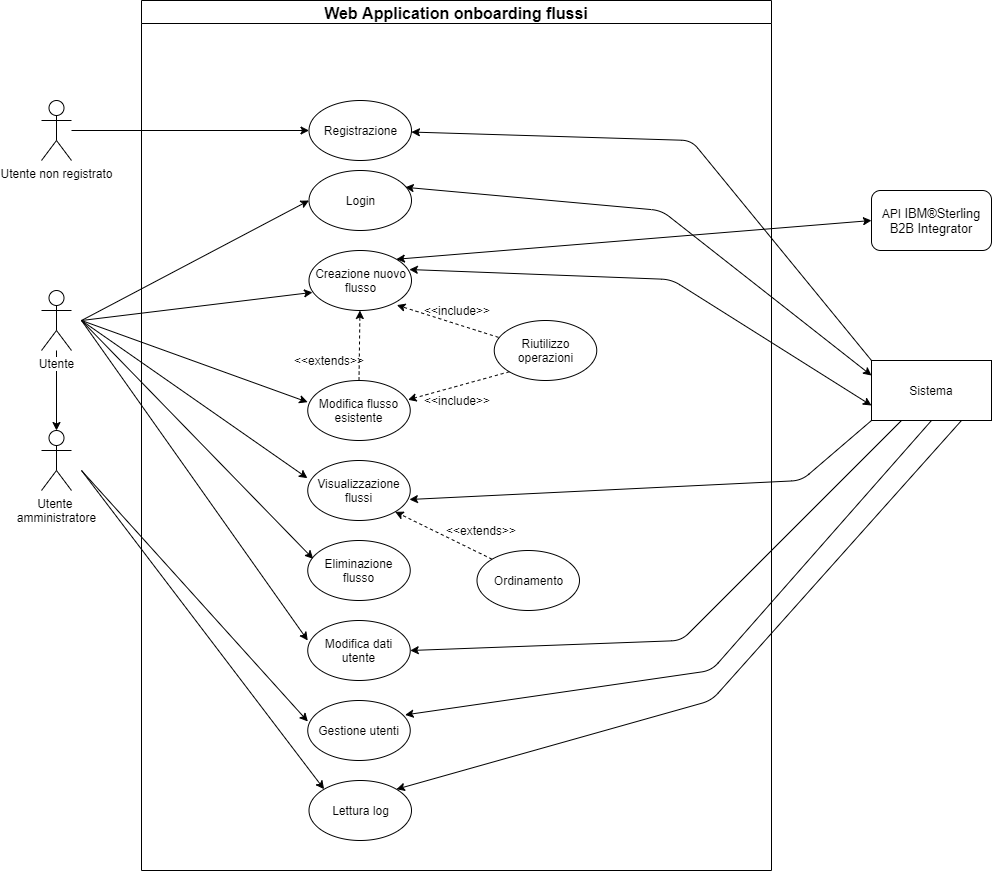 Web Application onboarding flussi
Registrazione
Utente non registrato
Login
API IBM®Sterling
B2B Integrator
Creazione nuovo
flusso
<<include>>
Riutilizzo
operazioni
Utente
<<extends>>
Sistema
<<include>>
Modifica flusso
esistente
Visualizzazione
flussi
Utente
amministratore
<<extends>>
Eliminazione
flusso
Ordinamento
Modifica dati
utente
Gestione utenti
Lettura log